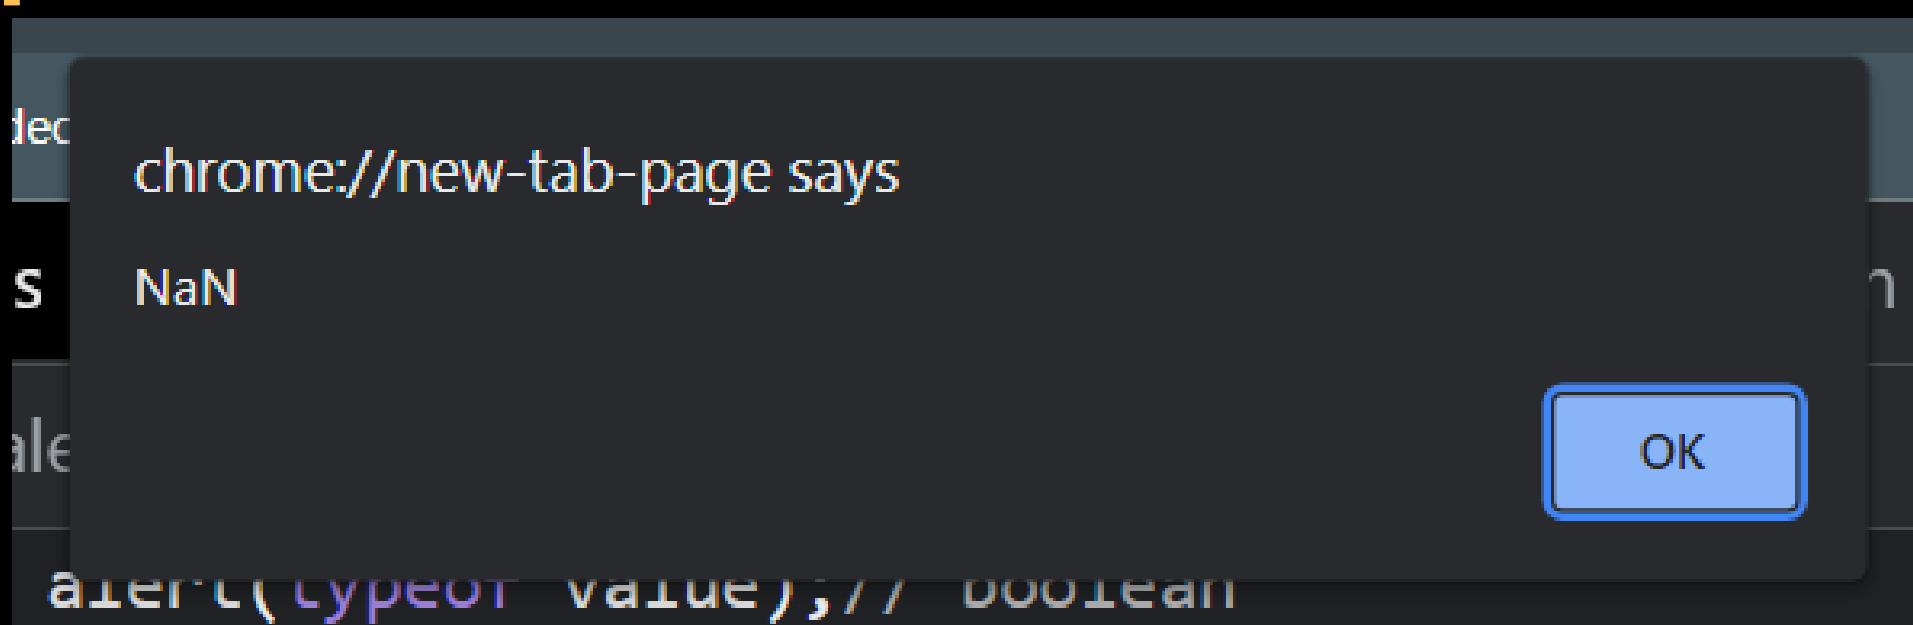 chrome://new-tab-page says
s
NaN
OK
alert(typeof value);// boolean